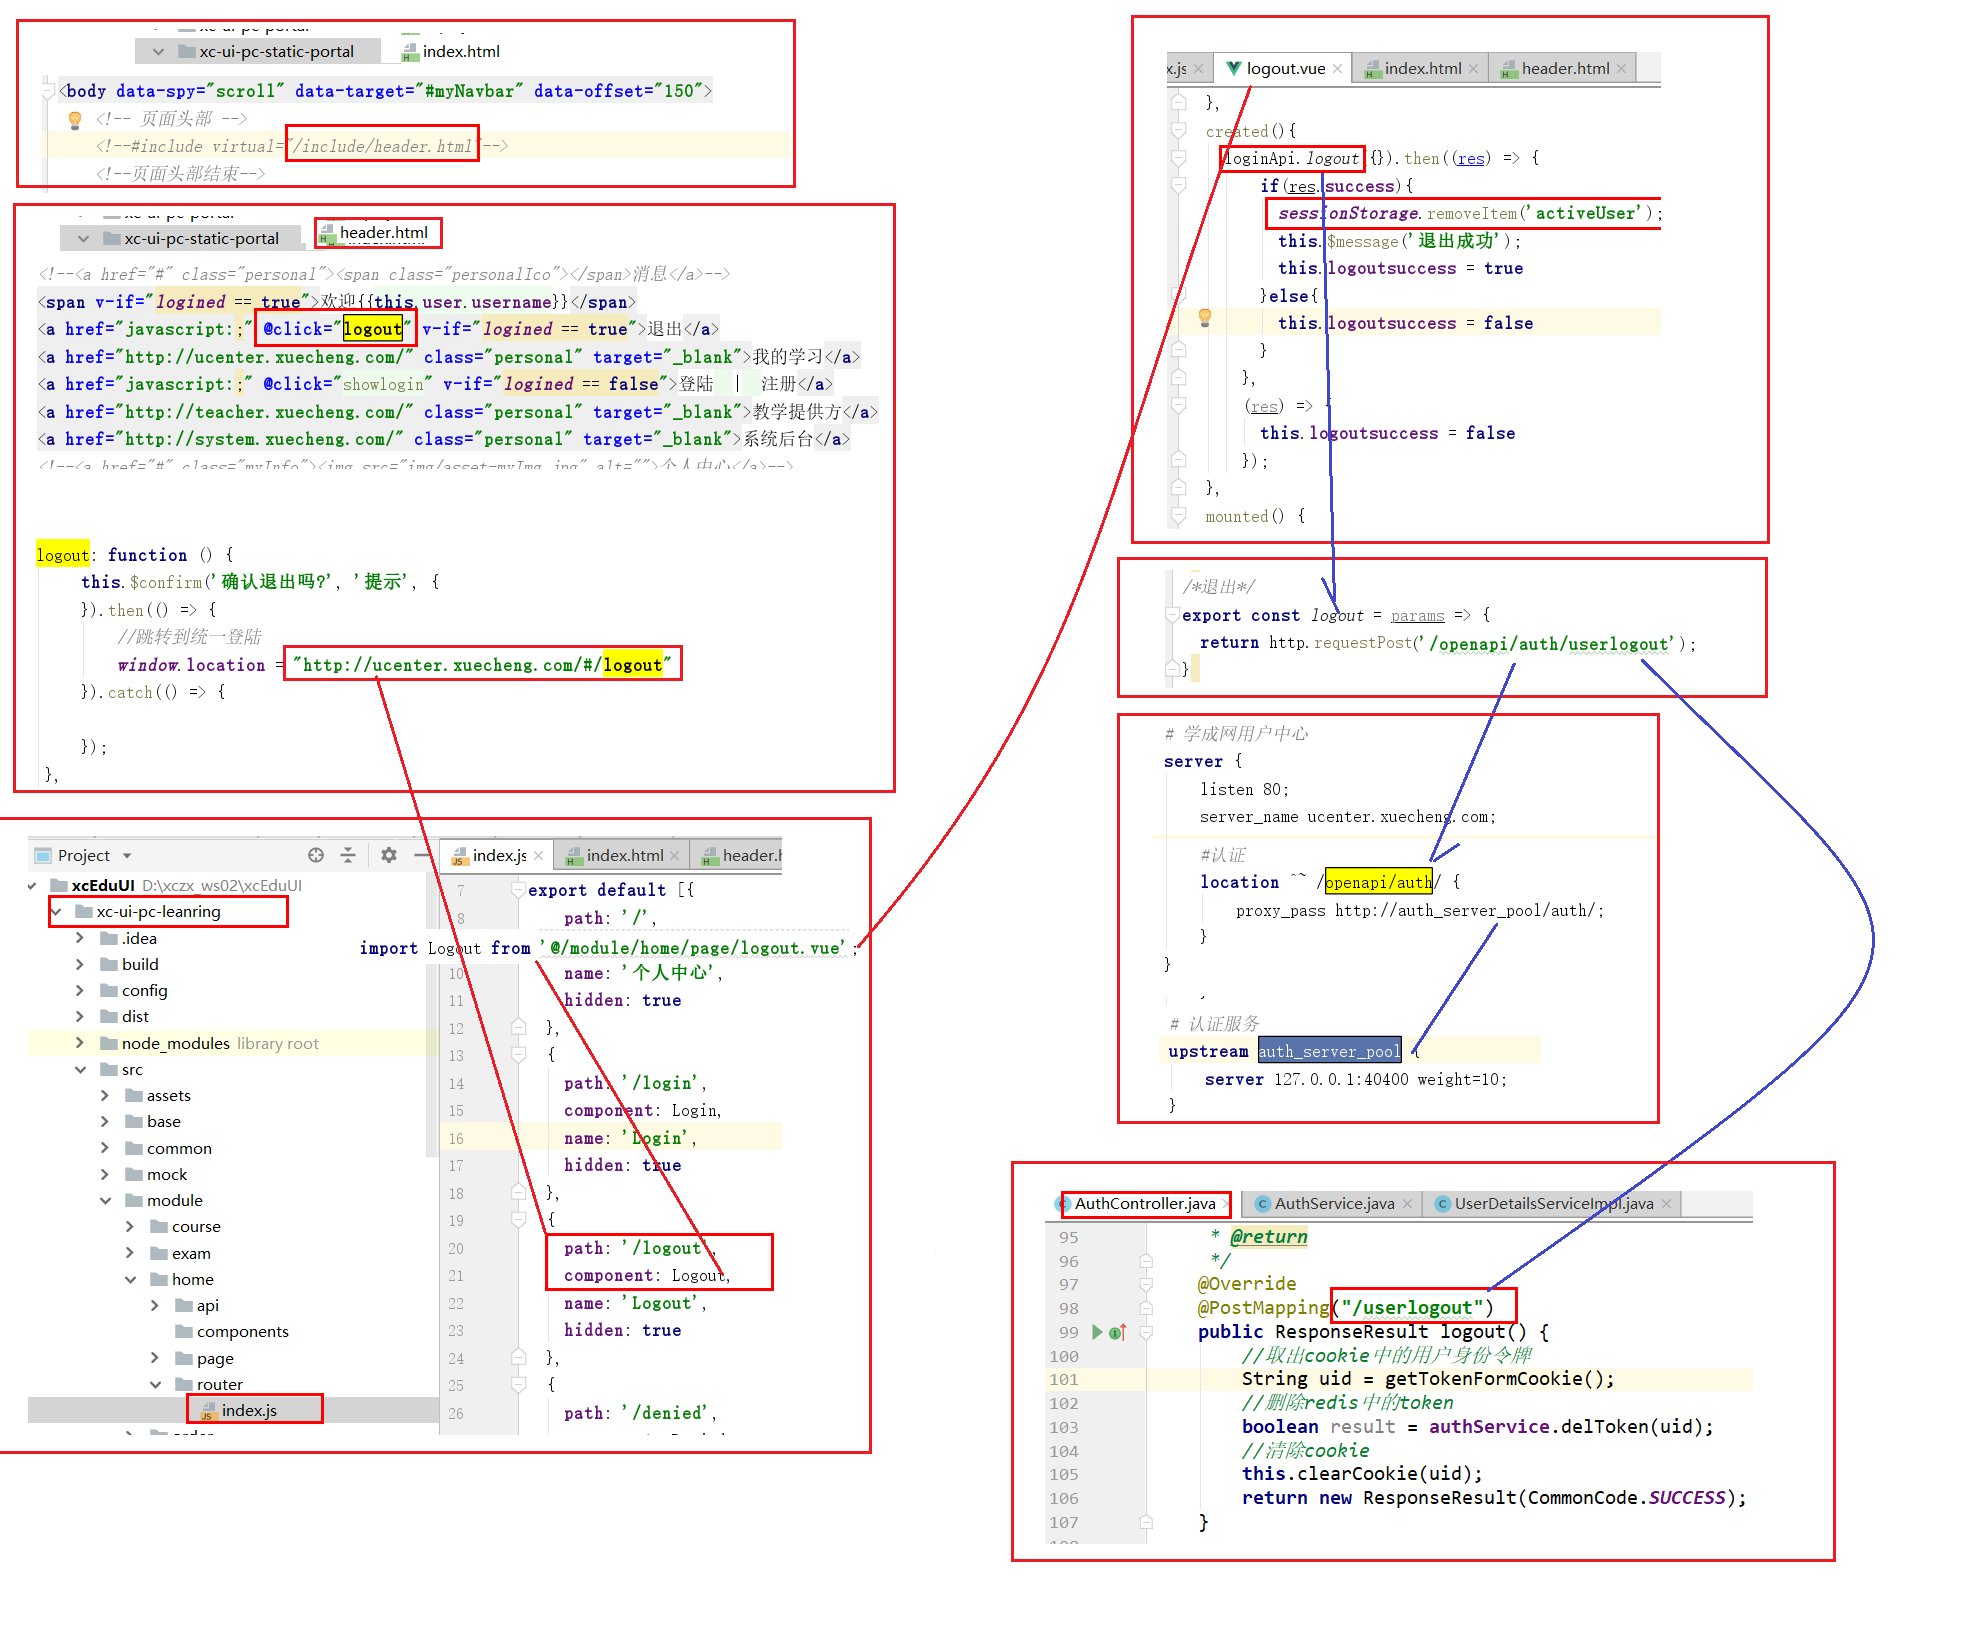 xc-ui-pc-static-portal
index.html
<body data-spy="scroll" data-target="#myNavbar" data-offset="150">
<!-- 页面头部 -->
<!--#include virtual="/include/header.html"-->
<!--页面头部结束-->
xc-ui-pc-static-portal
header.html
<!--<a href="#" class="personal"><span class="personalIco"></span>消息</a>-->
<span v-if="logined == true">欢迎{{this.user.username}}</span>
<a href="javascript:;" @click="logout" v-if="logined == true">退出</a>
<a href="http://ucenter.xuecheng.com/" class="personal" target="_blank">我的学习</a>
<a href="javascript:;" @click="showlogin" v-if="logined == false">登陆 | 注册</a>
<a href="http://teacher.xuecheng.com/" class="personal" target="_blank">教学提供方</a>
<a href="http://system.xuecheng.com/" class="personal" target="_blank">系统后台</a>
<!--<a href="#" class="myInfo"><img src="img/asset-myImg.jpg" alt="">个人中心</a>-->
logout: function () {
this.$confirm('确认退出吗?', '提示', {
}).then(() => {
//跳转到统一登陆
window.location = "http://ucenter.xuecheng.com/#/logout"
}).catch(() => {
});
},
Project
xcEduUI D:\xczx_ws02\xcEduUI
xc-ui-pc-leanring
.idea
build
config
dist
node_modules library root
src
assets
base
common
mock
module
course
exam
home
api
components
page
router
index.js
index.js
index.html
header.h
7 export default [{
8 path: '/',
import Logout from '@/module/home/page/logout.vue';
10 name: '个人中心',
11 hidden: true
12 },
13 {
14 path: '/login',
15 component: Login,
16 name: 'Login',
17 hidden: true
18 },
19 {
20 path: '/logout',
21 component: Logout,
22 name: 'Logout',
23 hidden: true
24 },
25 {
26 path: '/denied',
x.js
logout.vue
index.html
header.html
},
created(){
loginApi.logout({}).then((res) => {
if(res.success){
sessionStorage.removeItem('activeUser');
this.$message('退出成功');
this.logoutsuccess = true
}else{
this.logoutsuccess = false
}
},
(res) => {
this.logoutsuccess = false
});
},
mounted() {
/*退出*/
export const logout = params => {
return http.requestPost('/openapi/auth/userlogout');
}
# 学成网用户中心
server {
listen 80;
server_name ucenter.xuecheng.com;
#认证
location ^~ /openapi/auth/ {
proxy_pass http://auth_server_pool/auth/;
}
}
# 认证服务
upstream auth_server_pool {
server 127.0.0.1:40400 weight=10;
}
AuthController.java
AuthService.java
UserDetailsServiceImpl.java
95 * @return
96 */
97 @Override
98 @PostMapping("/userlogout")
99 public ResponseResult logout() {
100 //取出cookie中的用户身份令牌
101 String uid = getTokenFormCookie();
102 //删除redis中的token
103 boolean result = authService.delToken(uid);
104 //清除cookie
105 this.clearCookie(uid);
106 return new ResponseResult(CommonCode.SUCCESS);
107 }